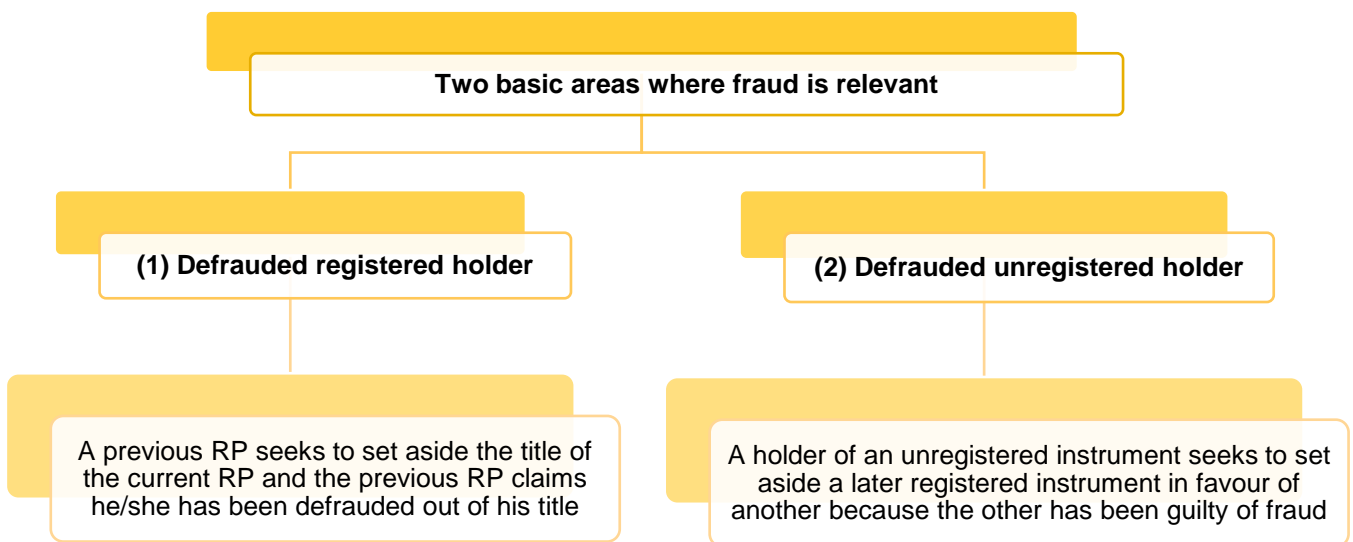 Two basic areas where fraud is relevant
(1) Defrauded registered holder
(2) Defrauded unregistered holder
A previous RP seeks to set aside the title of
the current RP and the previous RP claims
he/she has been defrauded out of his title
A holder of an unregistered instrument seeks to set
aside a later registered instrument in favour of
another because the other has been guilty of fraud